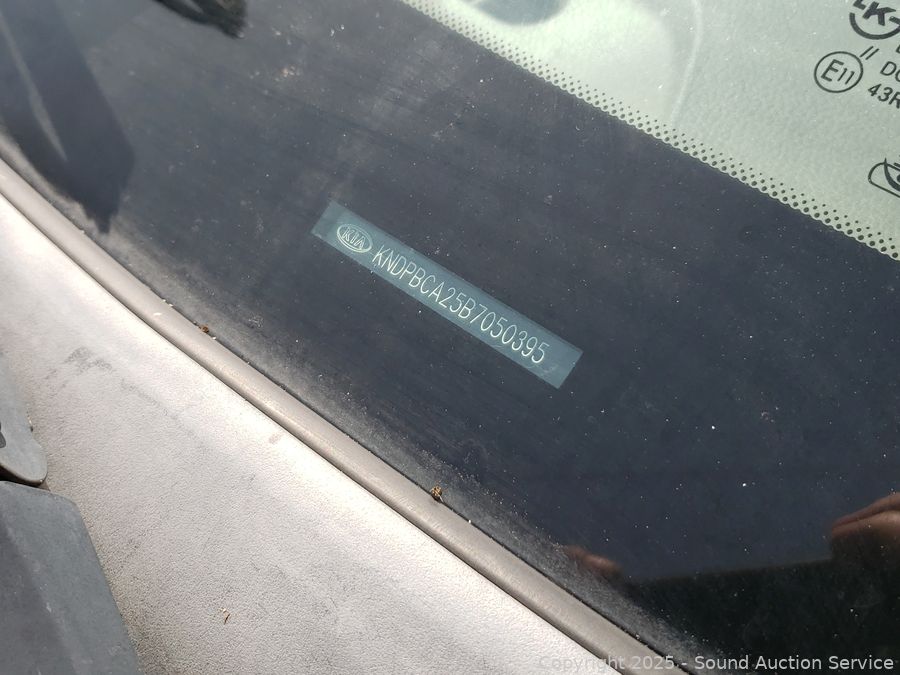 KIA KNDPBCA25B7050395
E11
43R
Copyright 2025 - Sound Auction Service